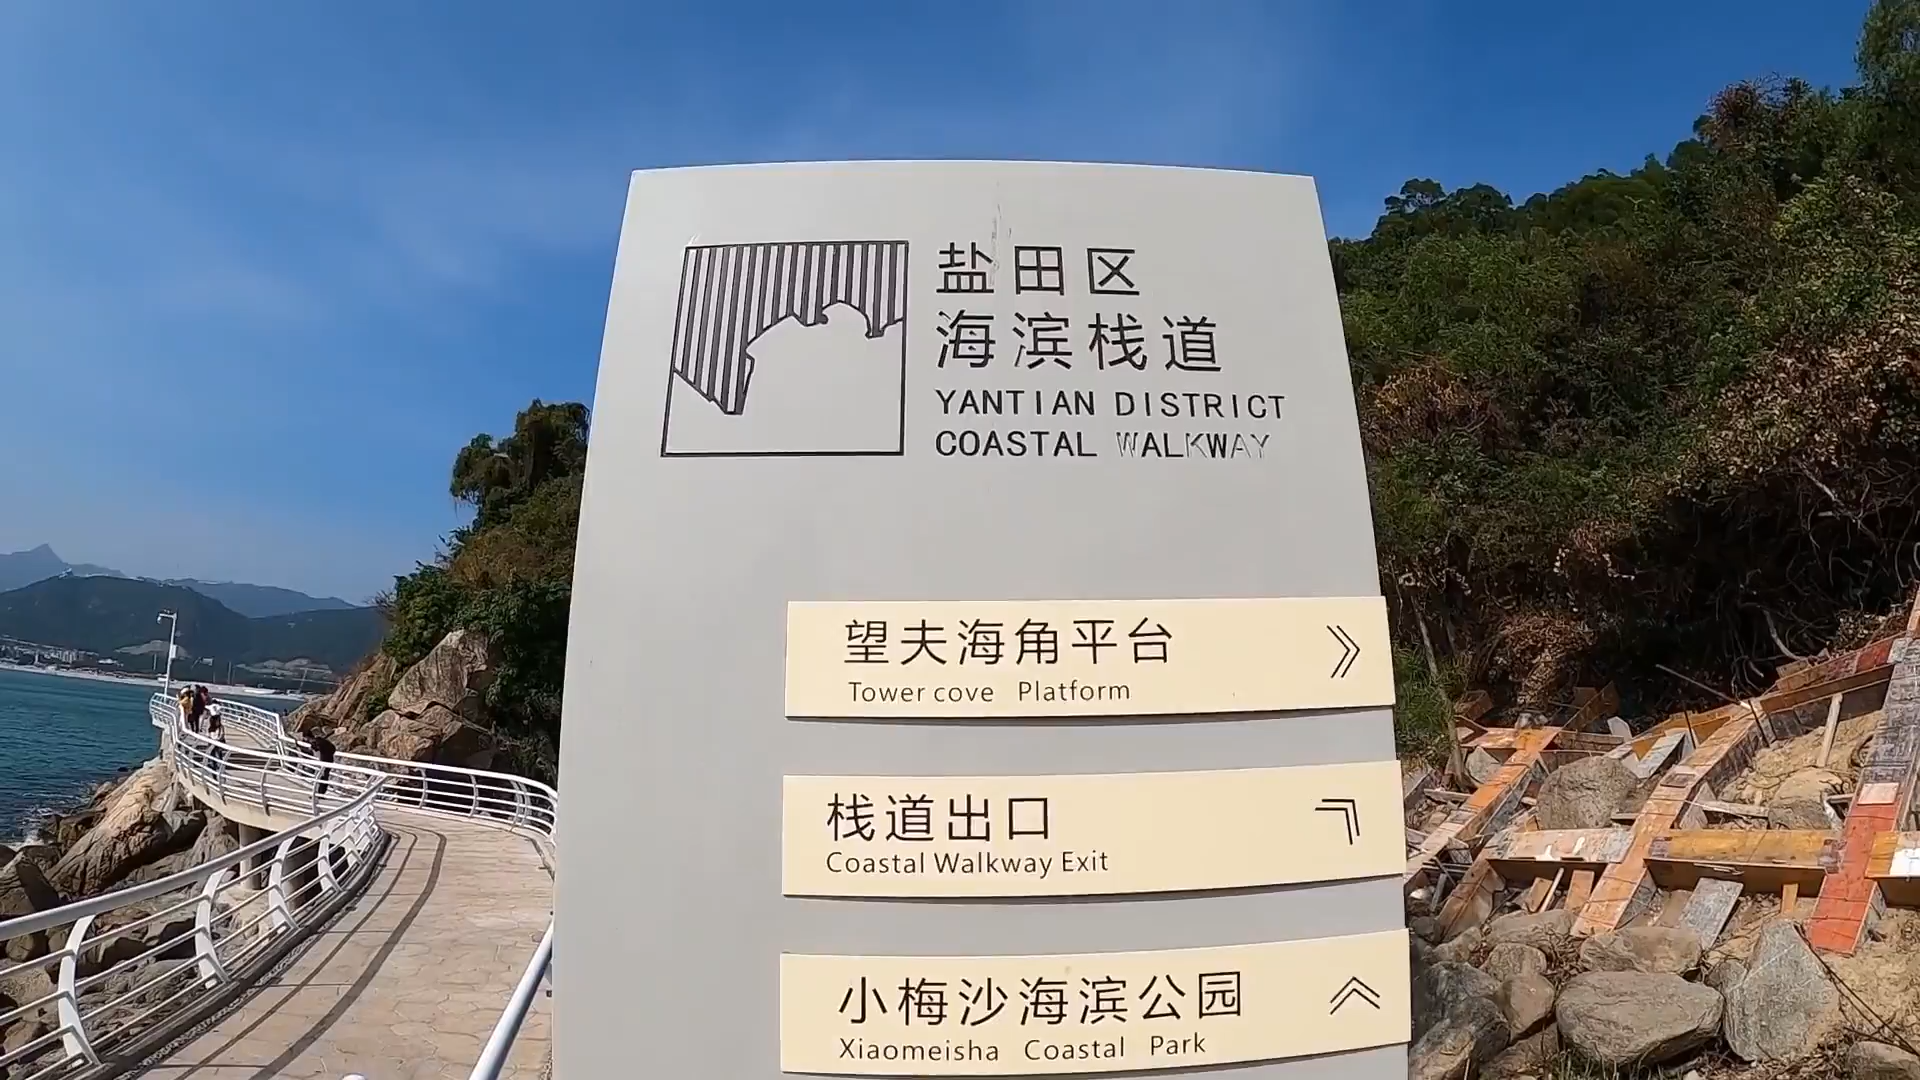 盐田区
海滨栈道
YANTIAN DISTRICT
COASTAL WALKWAY
望夫海角平台
Tower cove Platform
栈道出口
Coastal Walkway Exit
小梅沙海滨公园
Xiaomeisha Coastal Park